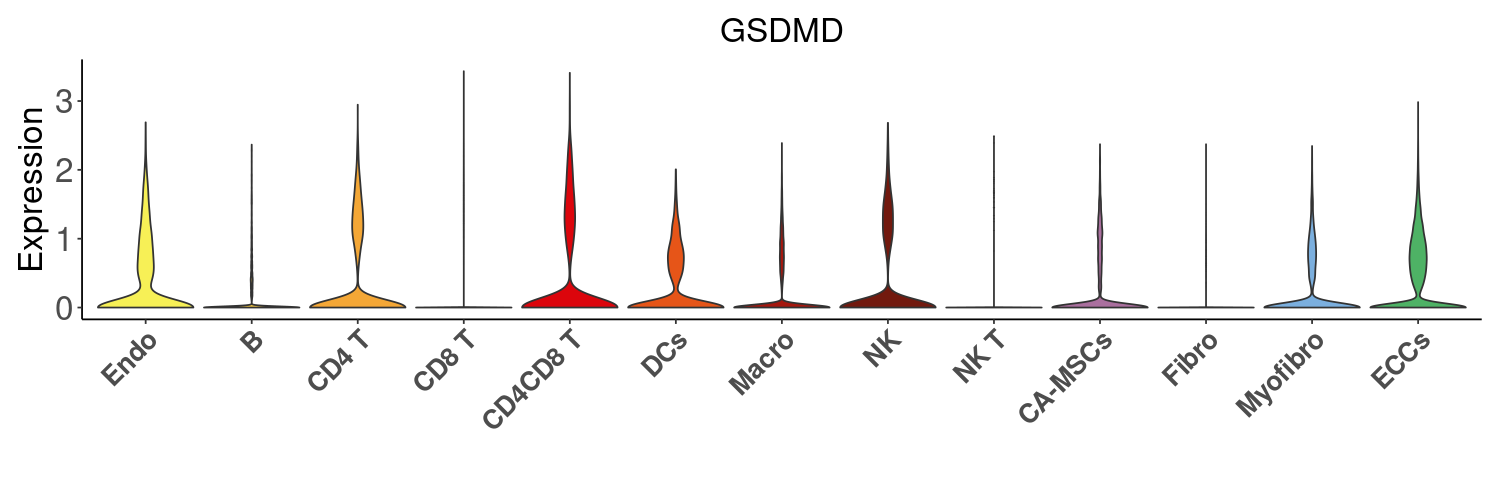 GSDMD
Expression
3
2
1
0
Endo
B
CD4 T
CD8 T
CD4CD8 T
DCs
Macro
NK
NK T
CA-MSCs
Fibro
Myofibro
ECCs